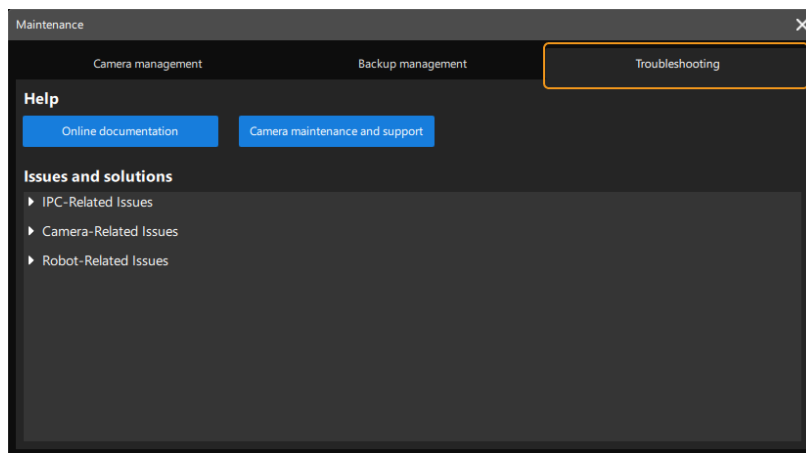 Maintenance
Camera management Backup management Troubleshooting
Help
Online documentation Camera maintenance and support
Issues and solutions
IPC-Related Issues
Camera-Related Issues
Robot-Related Issues